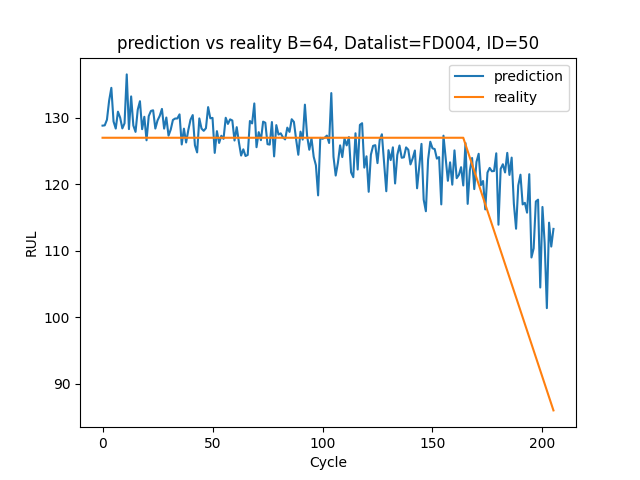 prediction vs reality B=64, Datalist=FD004, ID=50
prediction
reality
130
120
110
100
90
RUL
0 50 100 150 200
Cycle